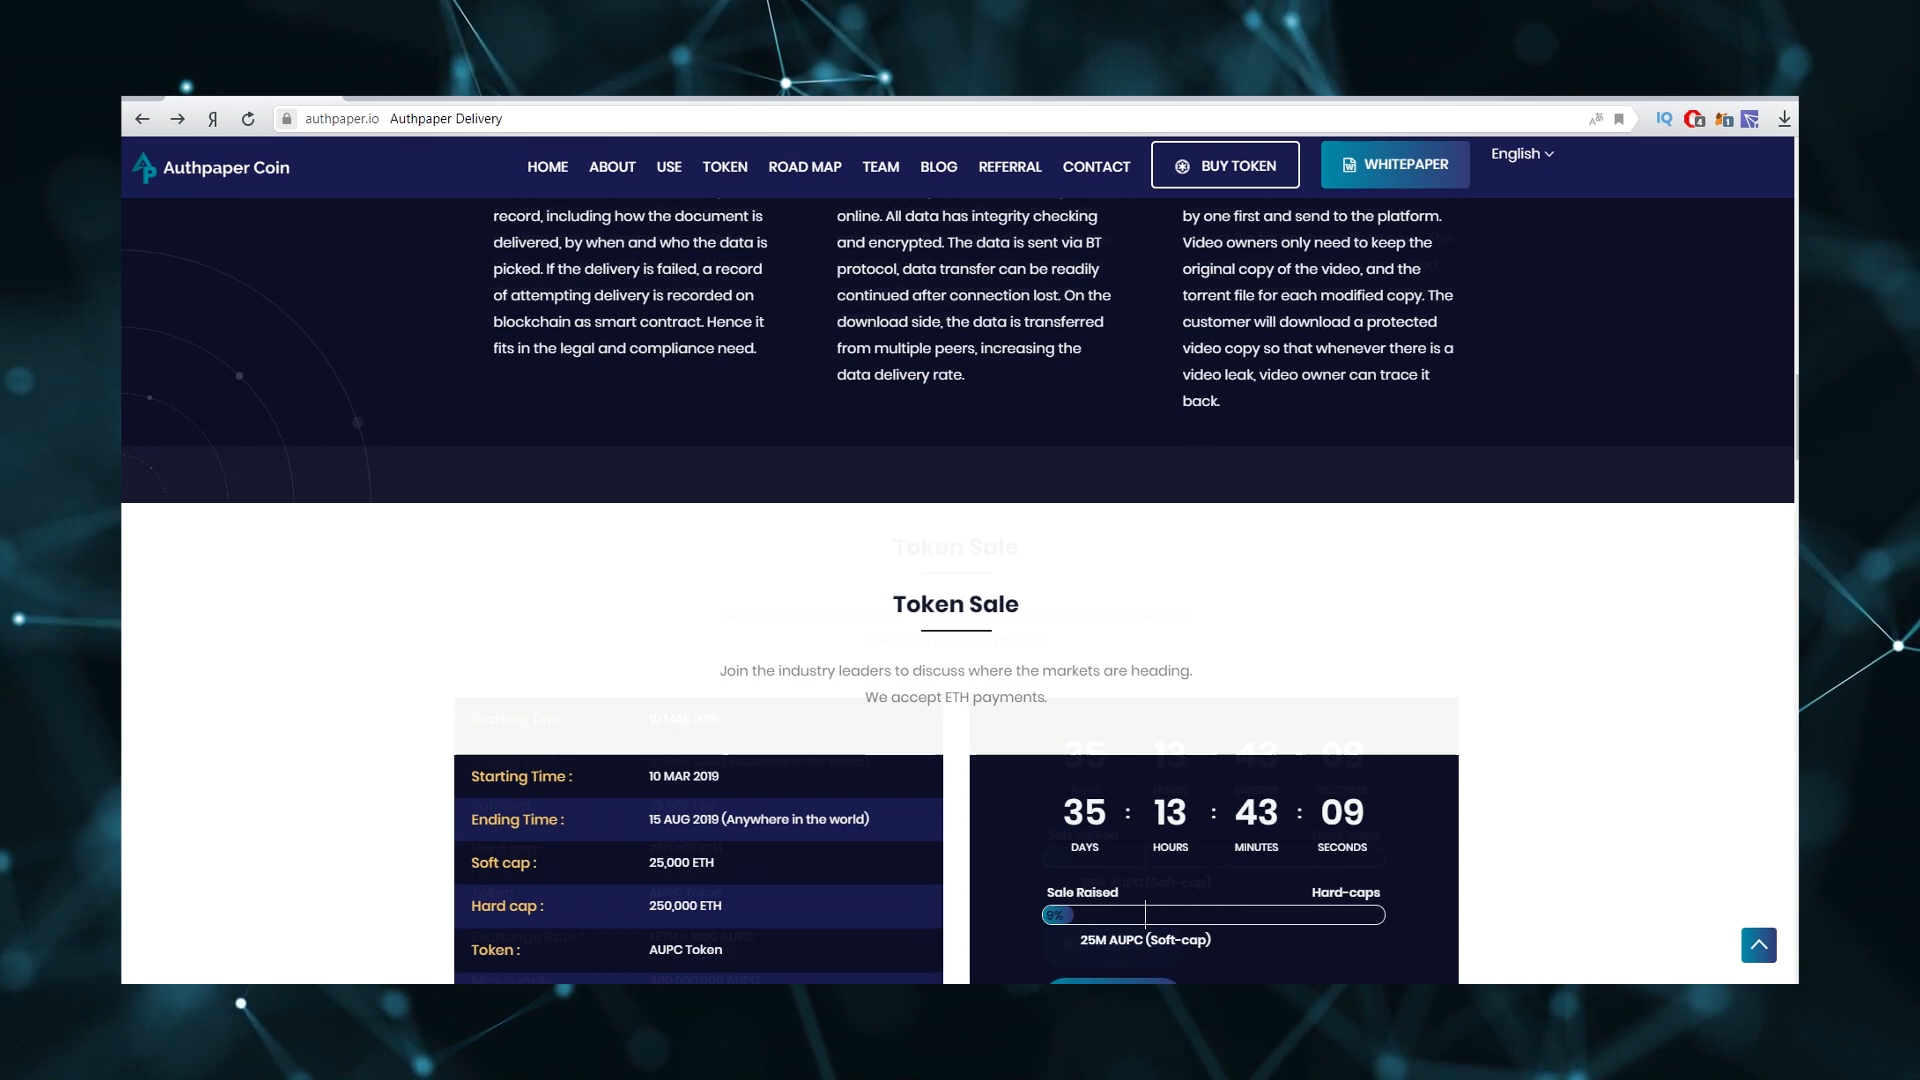 authpaper.io Authpaper Delivery
Authpaper Coin
HOME ABOUT USE TOKEN ROAD MAP TEAM BLOG REFERRAL CONTACT BUY TOKEN WHITEPAPER English
record, including how the document is
delivered, by when and who the data is
picked. If the delivery is failed, a record
of attempting delivery is recorded on
blockchain as smart contract. Hence it
fits in the legal and compliance need.
online. All data has integrity checking
and encrypted. The data is sent via BT
protocol, data transfer can be readily
continued after connection lost. On the
download side, the data is transferred
from multiple peers, increasing the
data delivery rate.
by one first and send to the platform.
Video owners only need to keep the
original copy of the video, and the
torrent file for each modified copy. The
customer will download a protected
video copy so that whenever there is a
video leak, video owner can trace it
back.
Token Sale
Join the industry leaders to discuss where the markets are heading.
We accept ETH payments.
Starting Time : 10 MAR 2019
Ending Time : 15 AUG 2019 (Anywhere in the world)
Soft cap : 25,000 ETH
Hard cap : 250,000 ETH
Token : AUPC Token
35 : 13 : 43 : 09
DAYS HOURS MINUTES SECONDS
Sale Raised Hard-caps
9%
25M AUPC (Soft-cap)